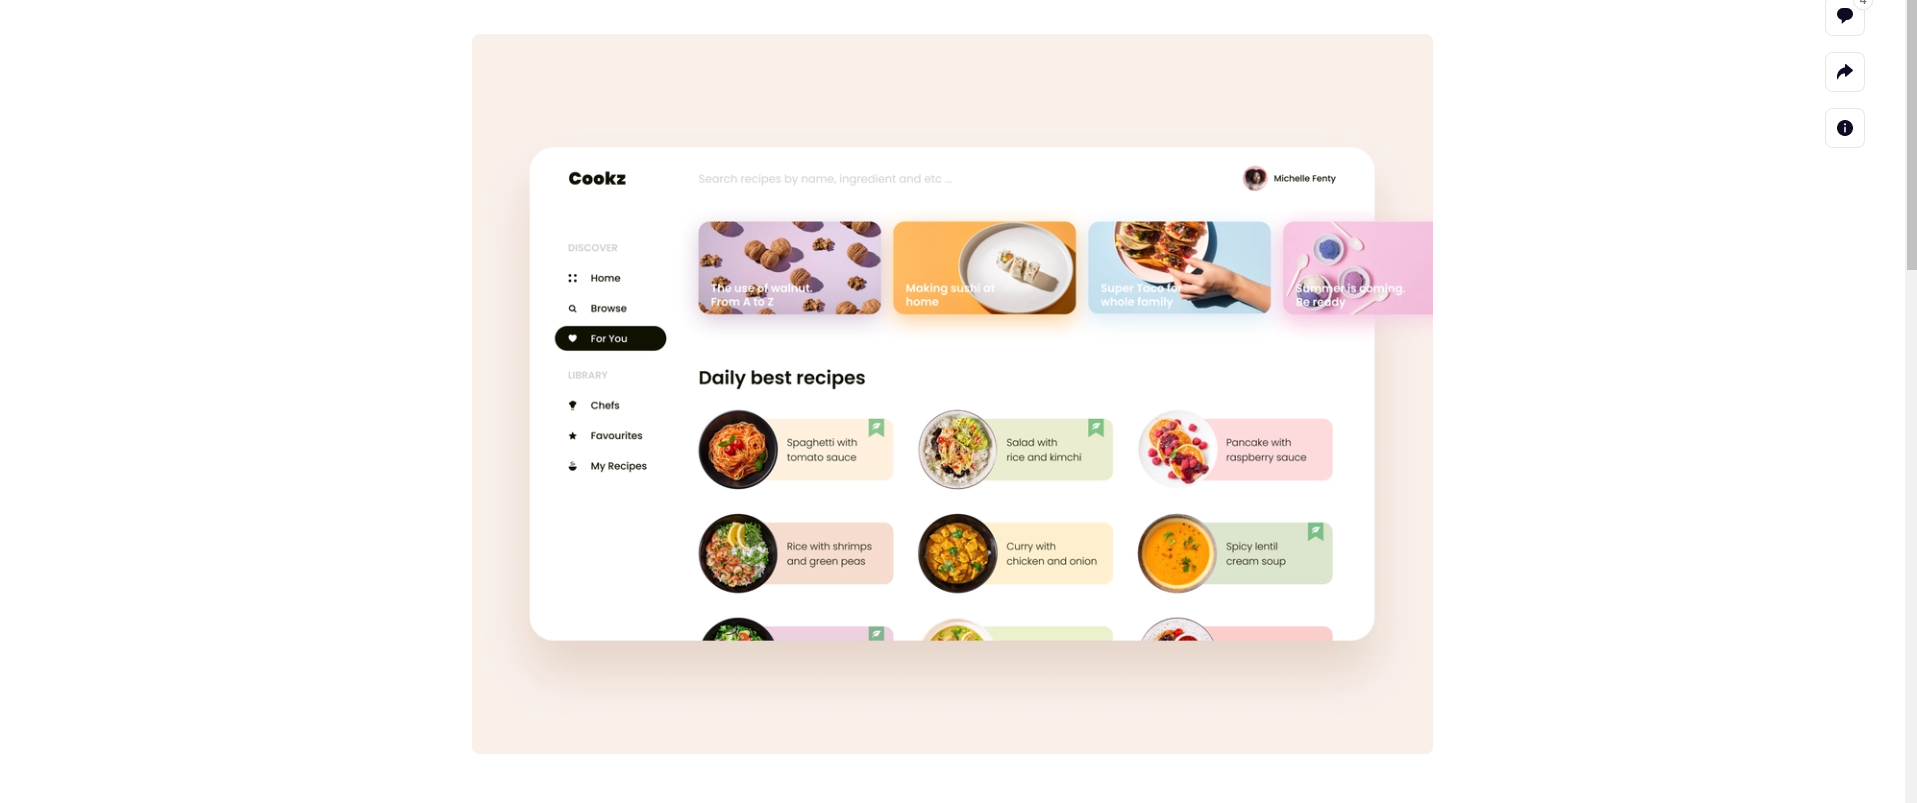 4
Cookz
Search recipes by name, ingredient and etc ...
Michelle Fenty
DISCOVER
Home
Browse
For You
LIBRARY
Chefs
Favourites
My Recipes
The use of walnut.
From A to Z
Making sushi at
home
Super Taco for
whole family
Summer is coming.
Be ready
Daily best recipes
Spaghetti with
tomato sauce
Salad with
rice and kimchi
Pancake with
raspberry sauce
Rice with shrimps
and green peas
Curry with
chicken and onion
Spicy lentil
cream soup